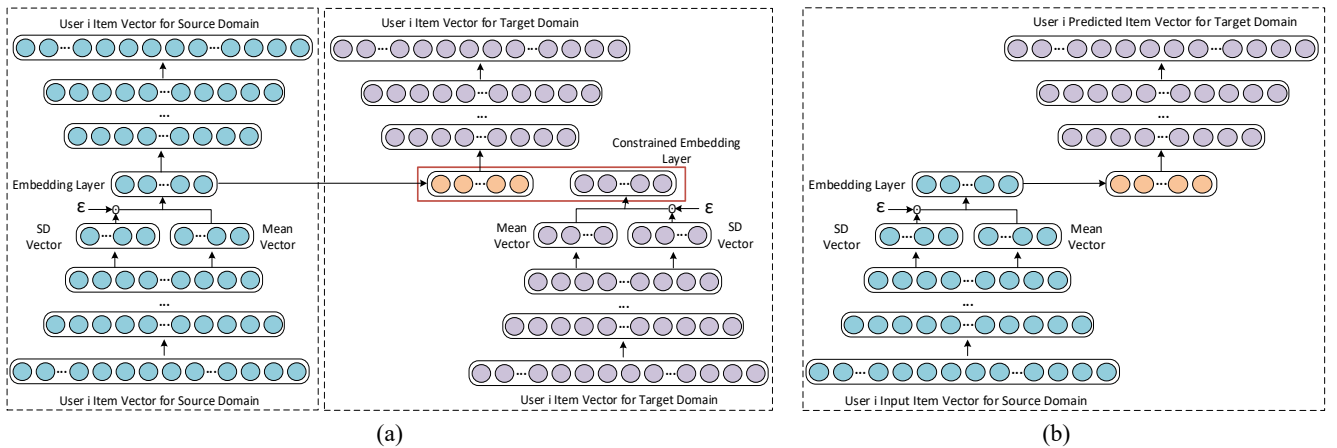 User i Item Vector for Source Domain
User i Item Vector for Target Domain
...
...
Constrained Embedding
Layer
Embedding Layer
ε
SD
Vector
Mean
Vector
ε
Mean
Vector
SD
Vector
...
...
User i Item Vector for Source Domain
User i Item Vector for Target Domain
(a)
User i Predicted Item Vector for Target Domain
...
Embedding Layer
ε
SD
Vector
Mean
Vector
...
User i Input Item Vector for Source Domain
(b)